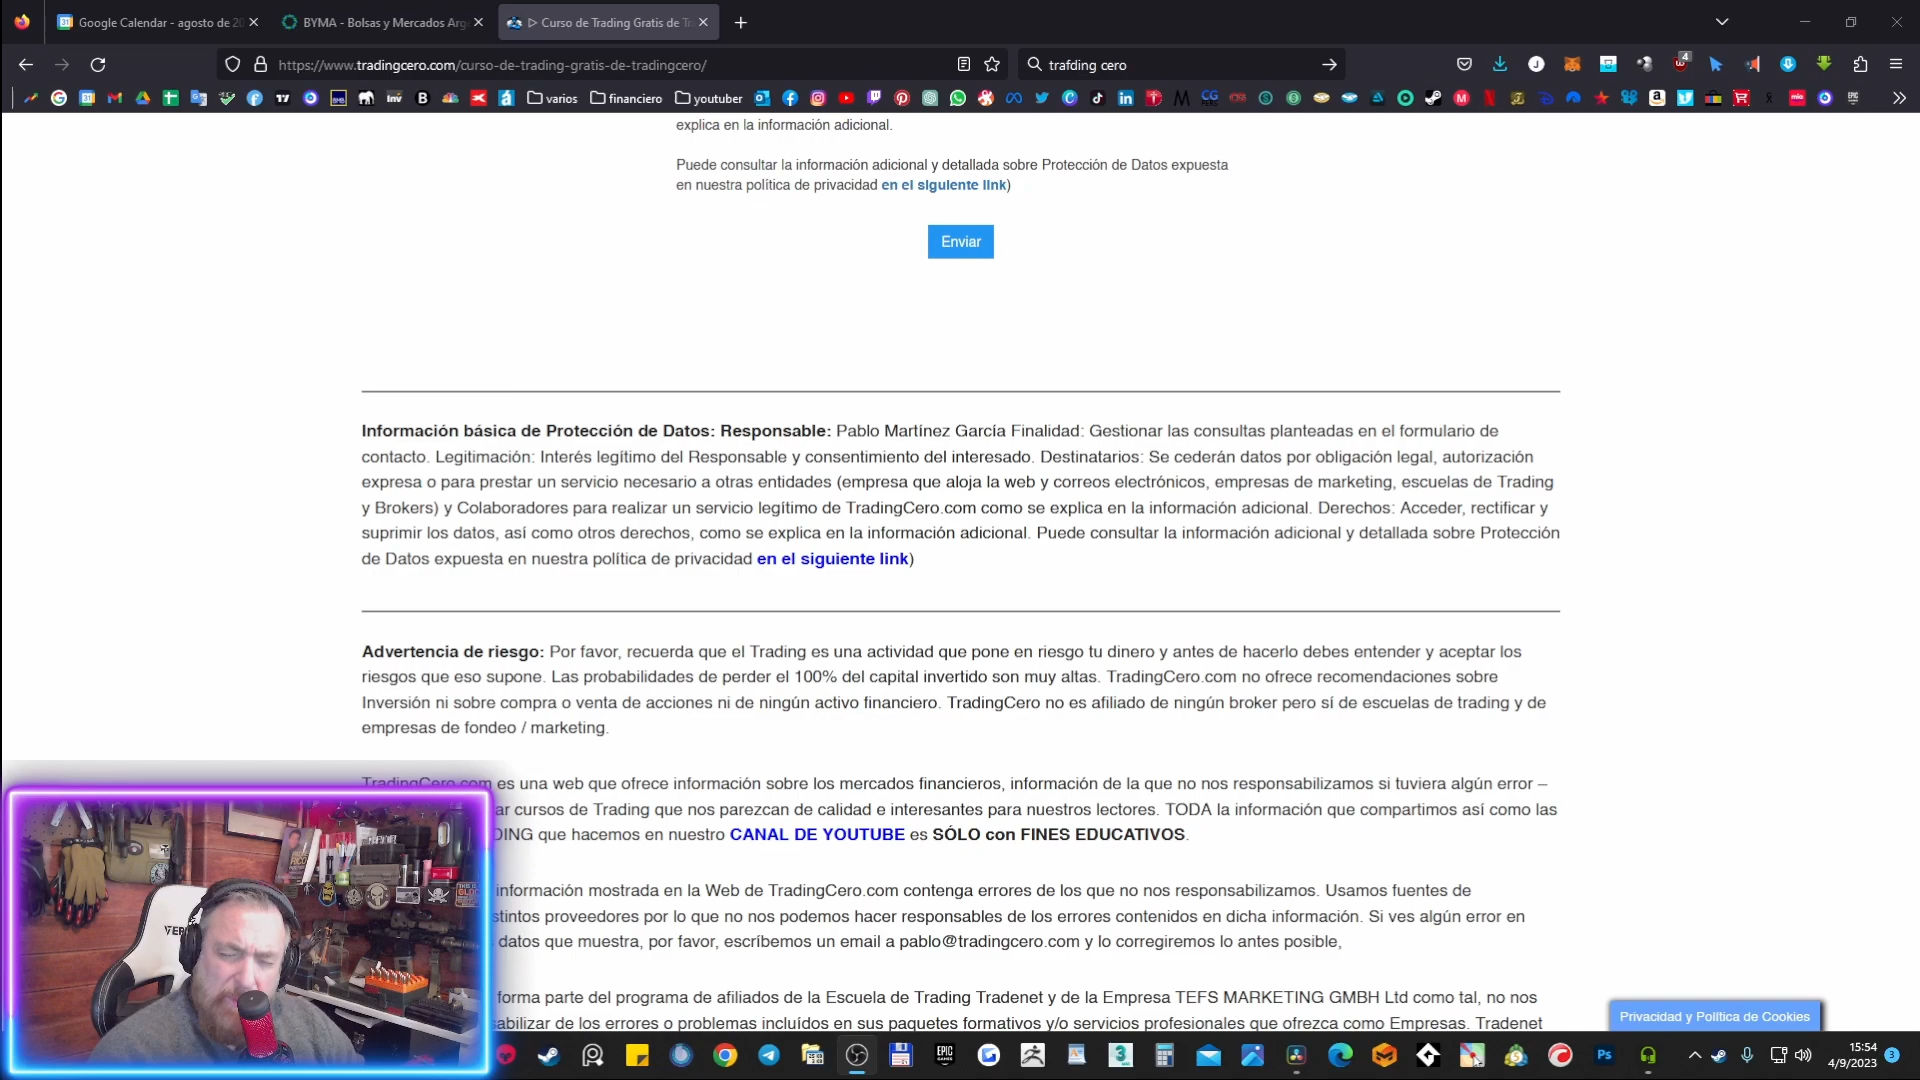 Google Calendar - agosto de 20
BYMA - Bolsas y Mercados Arge
▷ Curso de Trading Gratis de Tr
https://www.tradingcero.com/curso-de-trading-gratis-de-tradingcero/
trafding cero
4
varios
financiero
youtuber
explica en la información adicional.
Puede consultar la información adicional y detallada sobre Protección de Datos expuesta
en nuestra política de privacidad en el siguiente link)
Enviar
Información básica de Protección de Datos: Responsable: Pablo Martínez García Finalidad: Gestionar las consultas planteadas en el formulario de
contacto. Legitimación: Interés legítimo del Responsable y consentimiento del interesado. Destinatarios: Se cederán datos por obligación legal, autorización
expresa o para prestar un servicio necesario a otras entidades (empresa que aloja la web y correos electrónicos, empresas de marketing, escuelas de Trading
y Brokers) y Colaboradores para realizar un servicio legítimo de TradingCero.com como se explica en la información adicional. Derechos: Acceder, rectificar y
suprimir los datos, así como otros derechos, como se explica en la información adicional. Puede consultar la información adicional y detallada sobre Protección
de Datos expuesta en nuestra política de privacidad en el siguiente link)
Advertencia de riesgo: Por favor, recuerda que el Trading es una actividad que pone en riesgo tu dinero y antes de hacerlo debes entender y aceptar los
riesgos que eso supone. Las probabilidades de perder el 100% del capital invertido son muy altas. TradingCero.com no ofrece recomendaciones sobre
Inversión ni sobre compra o venta de acciones ni de ningún activo financiero. TradingCero no es afiliado de ningún broker pero sí de escuelas de trading y de
empresas de fondeo / marketing.
TradingCero.com es una web que ofrece información sobre los mercados financieros, información de la que no nos responsabilizamos si tuviera algún error –
ar cursos de Trading que nos parezcan de calidad e interesantes para nuestros lectores. TODA la información que compartimos así como las
DING que hacemos en nuestro CANAL DE YOUTUBE es SÓLO con FINES EDUCATIVOS.
información mostrada en la Web de TradingCero.com contenga errores de los que no nos responsabilizamos. Usamos fuentes de
stintos proveedores por lo que no nos podemos hacer responsables de los errores contenidos en dicha información. Si ves algún error en
datos que muestra, por favor, escríbemos un email a pablo@tradingcero.com y lo corregiremos lo antes posible,
forma parte del programa de afiliados de la Escuela de Trading Tradenet y de la Empresa TEFS MARKETING GMBH Ltd como tal, no nos
sabilizar de los errores o problemas incluídos en sus paquetes formativos y/o servicios profesionales que ofrezca como Empresas. Tradenet
Privacidad y Política de Cookies
15:54
4/9/2023
3